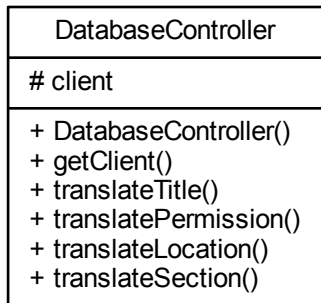 DatabaseController
# client
+ DatabaseController()
+ getClient()
+ translateTitle()
+ translatePermission()
+ translateLocation()
+ translateSection()